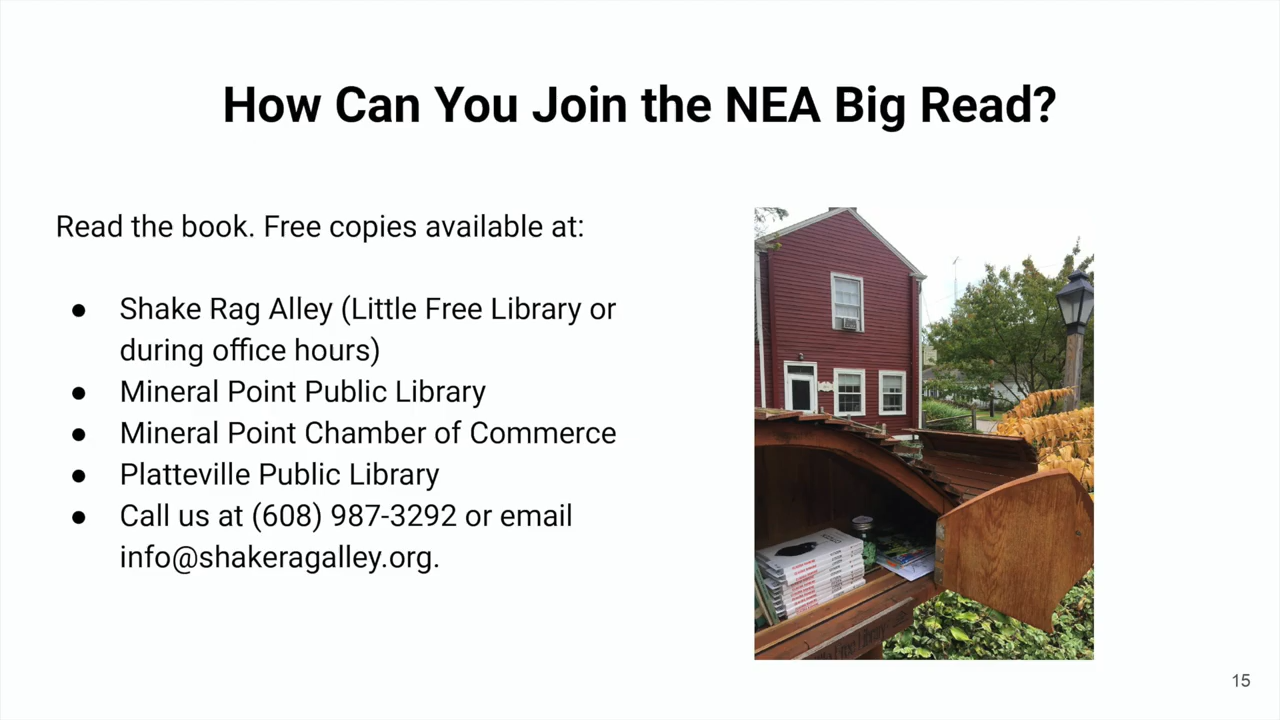 How Can You Join the NEA Big Read?
Read the book. Free copies available at:
● Shake Rag Alley (Little Free Library or
during office hours)
● Mineral Point Public Library
● Mineral Point Chamber of Commerce
● Platteville Public Library
● Call us at (608) 987-3292 or email
info@shakeragalley.org.
Free Library
15